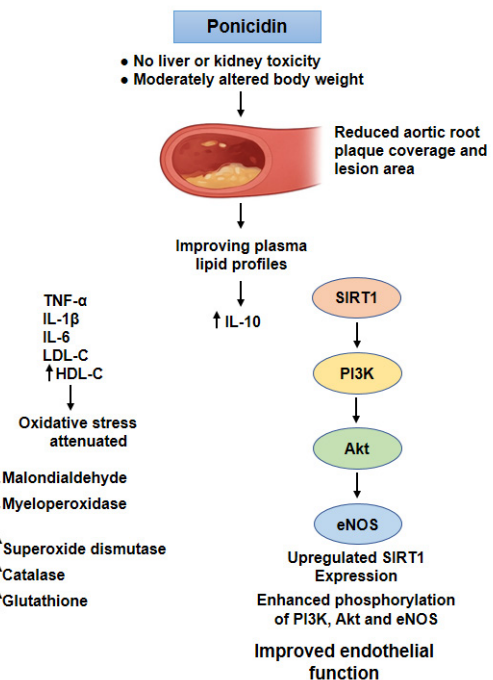 Ponicidin
● No liver or kidney toxicity
● Moderately altered body weight
Reduced aortic root
plaque coverage and
lesion area
Improving plasma
lipid profiles
↑ IL-10
TNF-α
IL-1β
IL-6
LDL-C
↑HDL-C
Oxidative stress
attenuated
Malondialdehyde
Myeloperoxidase
Superoxide dismutase
Catalase
Glutathione
SIRT1
PI3K
Akt
eNOS
Upregulated SIRT1
Expression
Enhanced phosphorylation
of PI3K, Akt and eNOS
Improved endothelial
function